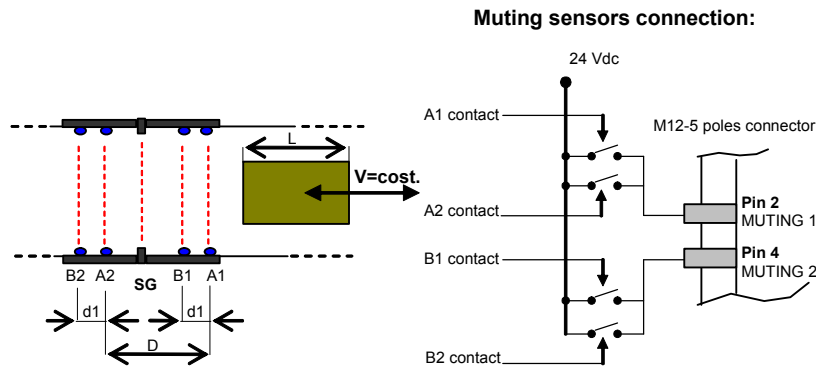 Muting sensors connection:
24 Vdc
A1 contact
M12-5 poles connector
L
V=cost.
Pin 2
MUTING 1
A2 contact
Pin 4
MUTING 2
B1 contact
B2 A2 SG B1 A1
d1 d1
D
B2 contact